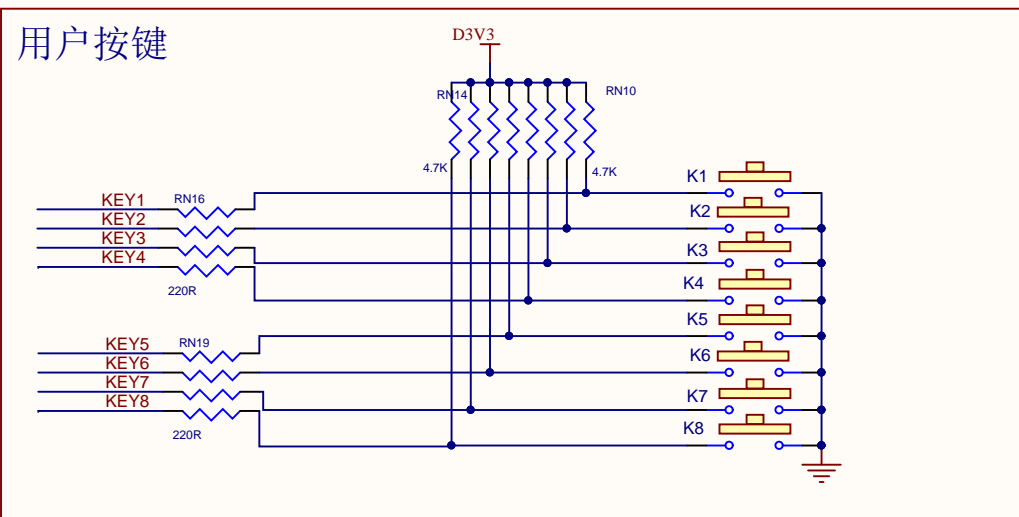 用户按键
D3V3
RN14
RN10
4.7K
4.7K
KEY1
RN16
KEY2
KEY3
KEY4
220R
KEY5
RN19
KEY6
KEY7
KEY8
220R
K1
K2
K3
K4
K5
K6
K7
K8